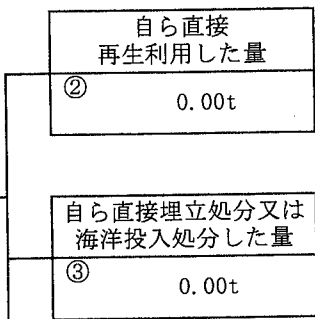 自ら直接
再生利用した量
②
0.00t
自ら直接埋立処分又は
海洋投入処分した量
③
0.00t